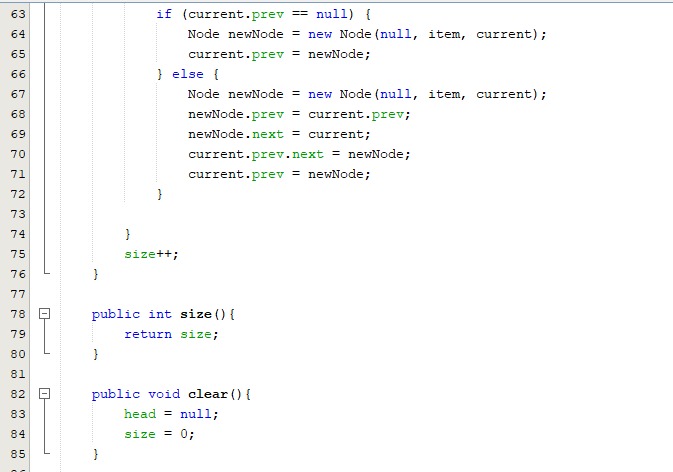 63 if (current.prev == null) {
64 Node newNode = new Node(null, item, current);
65 current.prev = newNode;
66 } else {
67 Node newNode = new Node(null, item, current);
68 newNode.prev = current.prev;
69 newNode.next = current;
70 current.prev.next = newNode;
71 current.prev = newNode;
72 }
73
74 }
75 size++;
76 }
77
78 public int size(){
79 return size;
80 }
81
82 public void clear(){
83 head = null;
84 size = 0;
85 }